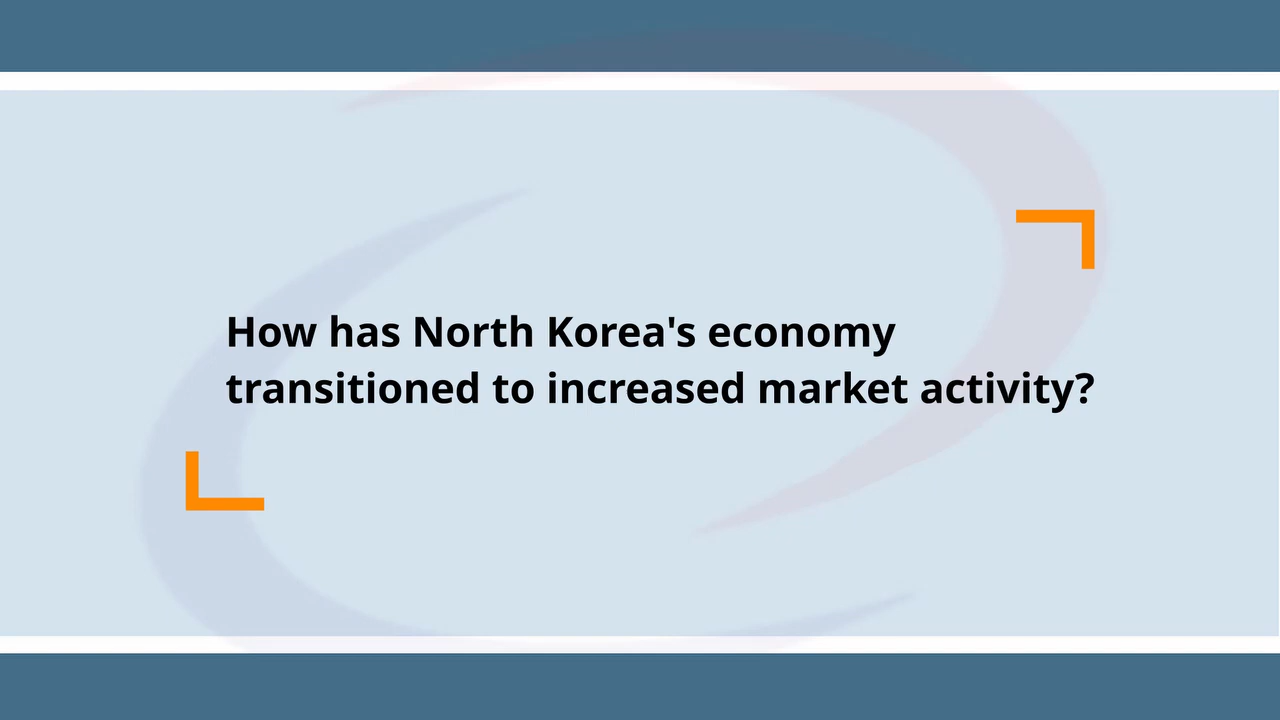 How has North Korea's economy
transitioned to increased market activity?